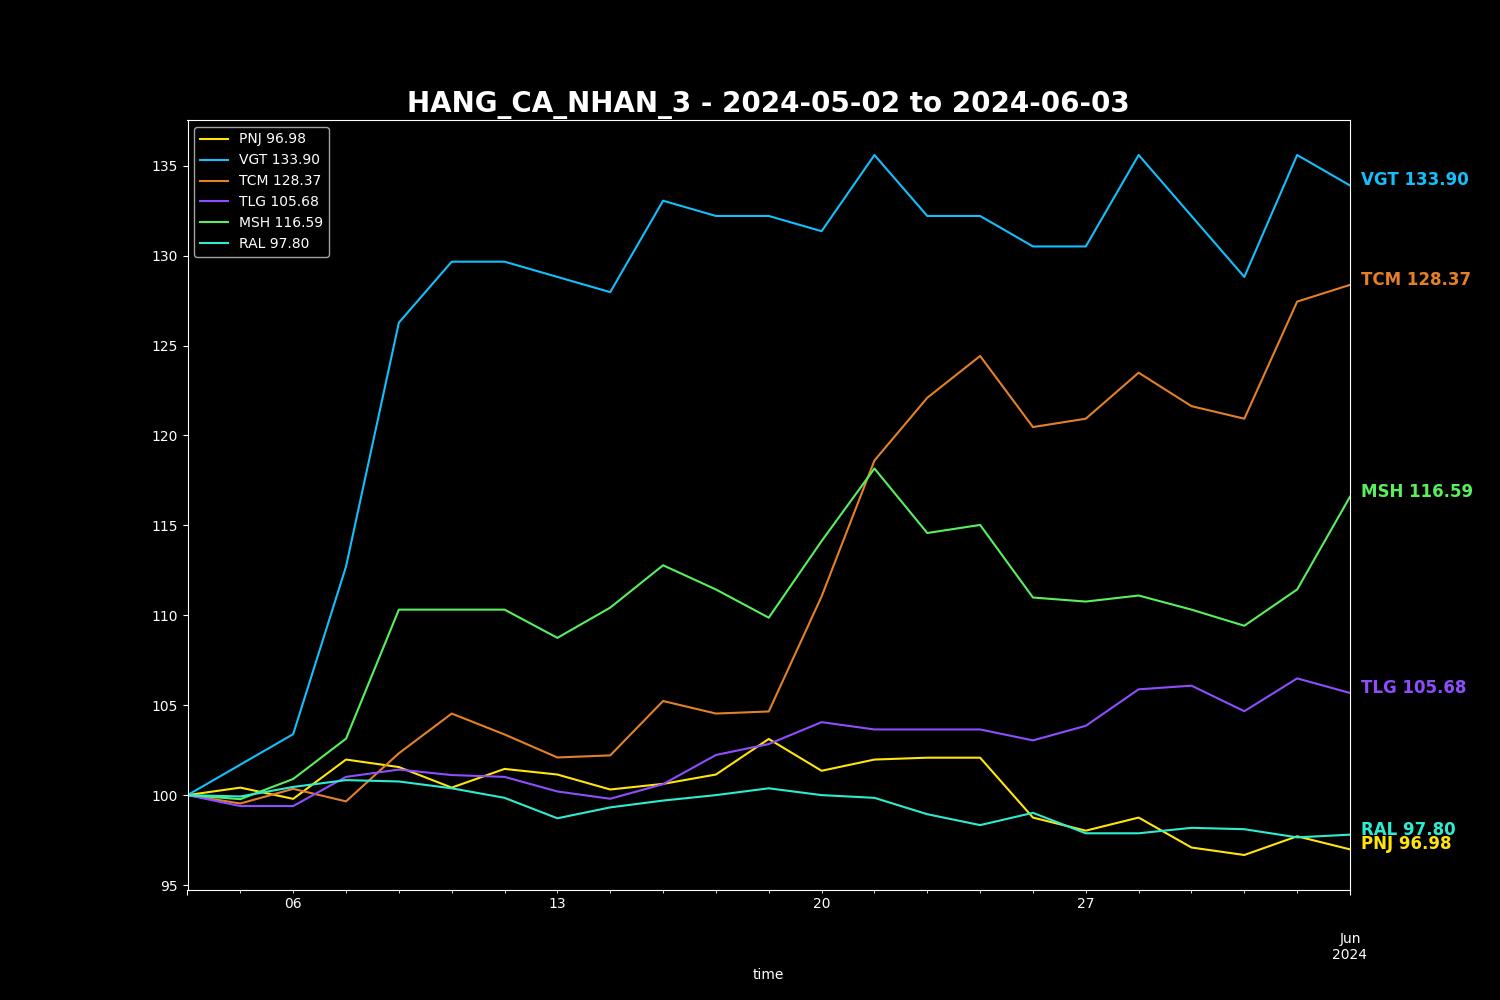 HANG_CA_NHAN_3 - 2024-05-02 to 2024-06-03
PNJ 96.98
VGT 133.90
TCM 128.37
TLG 105.68
MSH 116.59
RAL 97.80
135
130
125
120
115
110
105
100
95
VGT 133.90
TCM 128.37
MSH 116.59
TLG 105.68
RAL 97.80
PNJ 96.98
06
13
20
27
Jun
2024
time